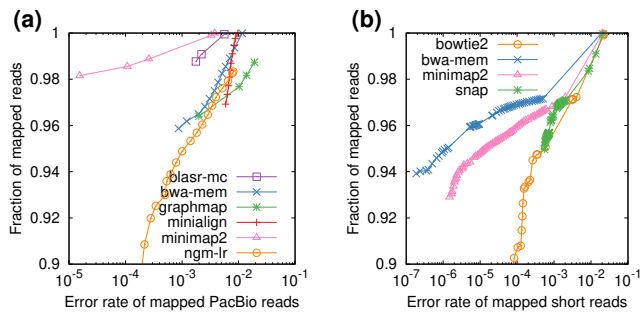 (a)
Fraction of mapped reads
1
0.98
0.96
0.94
0.92
0.9
blasr-mc
bwa-mem
graphmap
minialign
minimap2
ngm-lr
10-5 10-4 10-3 10-2 10-1
Error rate of mapped PacBio reads
(b)
Fraction of mapped reads
1
0.98
0.96
0.94
0.92
0.9
bowtie2
bwa-mem
minimap2
snap
10-7 10-6 10-5 10-4 10-3 10-2 10-1
Error rate of mapped short reads